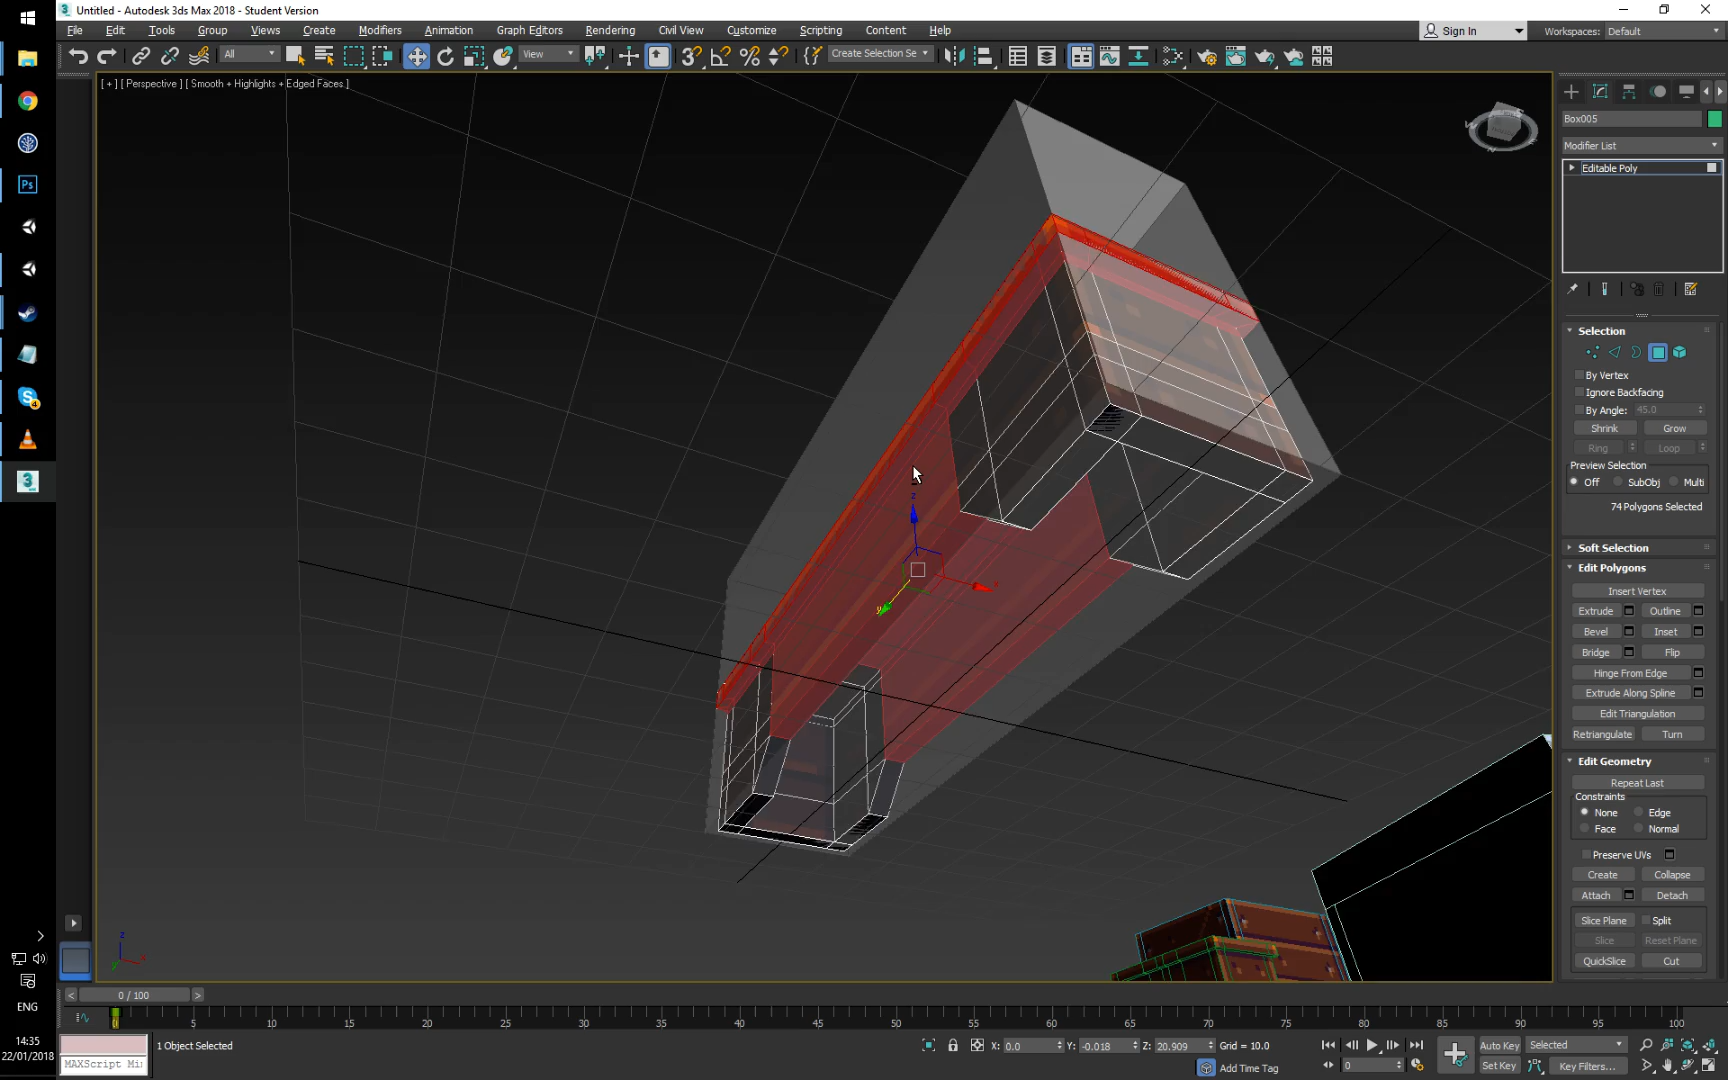 Untitled - Autodesk 3ds Max 2018 - Student Version
File Edit Tools Group Views Create Modifiers Animation Graph Editors Rendering Civil View Customize Scripting Content Help
Sign In
Workspaces: Default
All
View
Create Selection Se
[ + ] [ Perspective ] [ Smooth + Highlights + Edged Faces ]
Box005
Modifier List
Editable Poly
Selection
By Vertex
Ignore Backfacing
By Angle: 45.0
Shrink Grow
Ring Loop
Preview Selection
Off SubObj Multi
74 Polygons Selected
Soft Selection
Edit Polygons
Insert Vertex
Extrude Outline
Bevel Inset
Bridge Flip
Hinge From Edge
Extrude Along Spline
Edit Triangulation
Retriangulate Turn
Edit Geometry
Repeat Last
Constraints
None Edge
Face Normal
Preserve UVs
Create Collapse
Attach Detach
Slice Plane Split
Slice Reset Plane
QuickSlice Cut
z
x
y
z
x
y
Ps
S 4
3
ENG
14:35
22/01/2018
< 0 / 100 >
0 5 10 15 20 25 30 35 40 45 50 55 60 65 70 75 80 85 90 95 100
1 Object Selected
MAXScript Mi
X: 0.0 Y: -0.018 Z: 20.909 Grid = 10.0
Add Time Tag
0
Auto Key Selected
Set Key Key Filters...